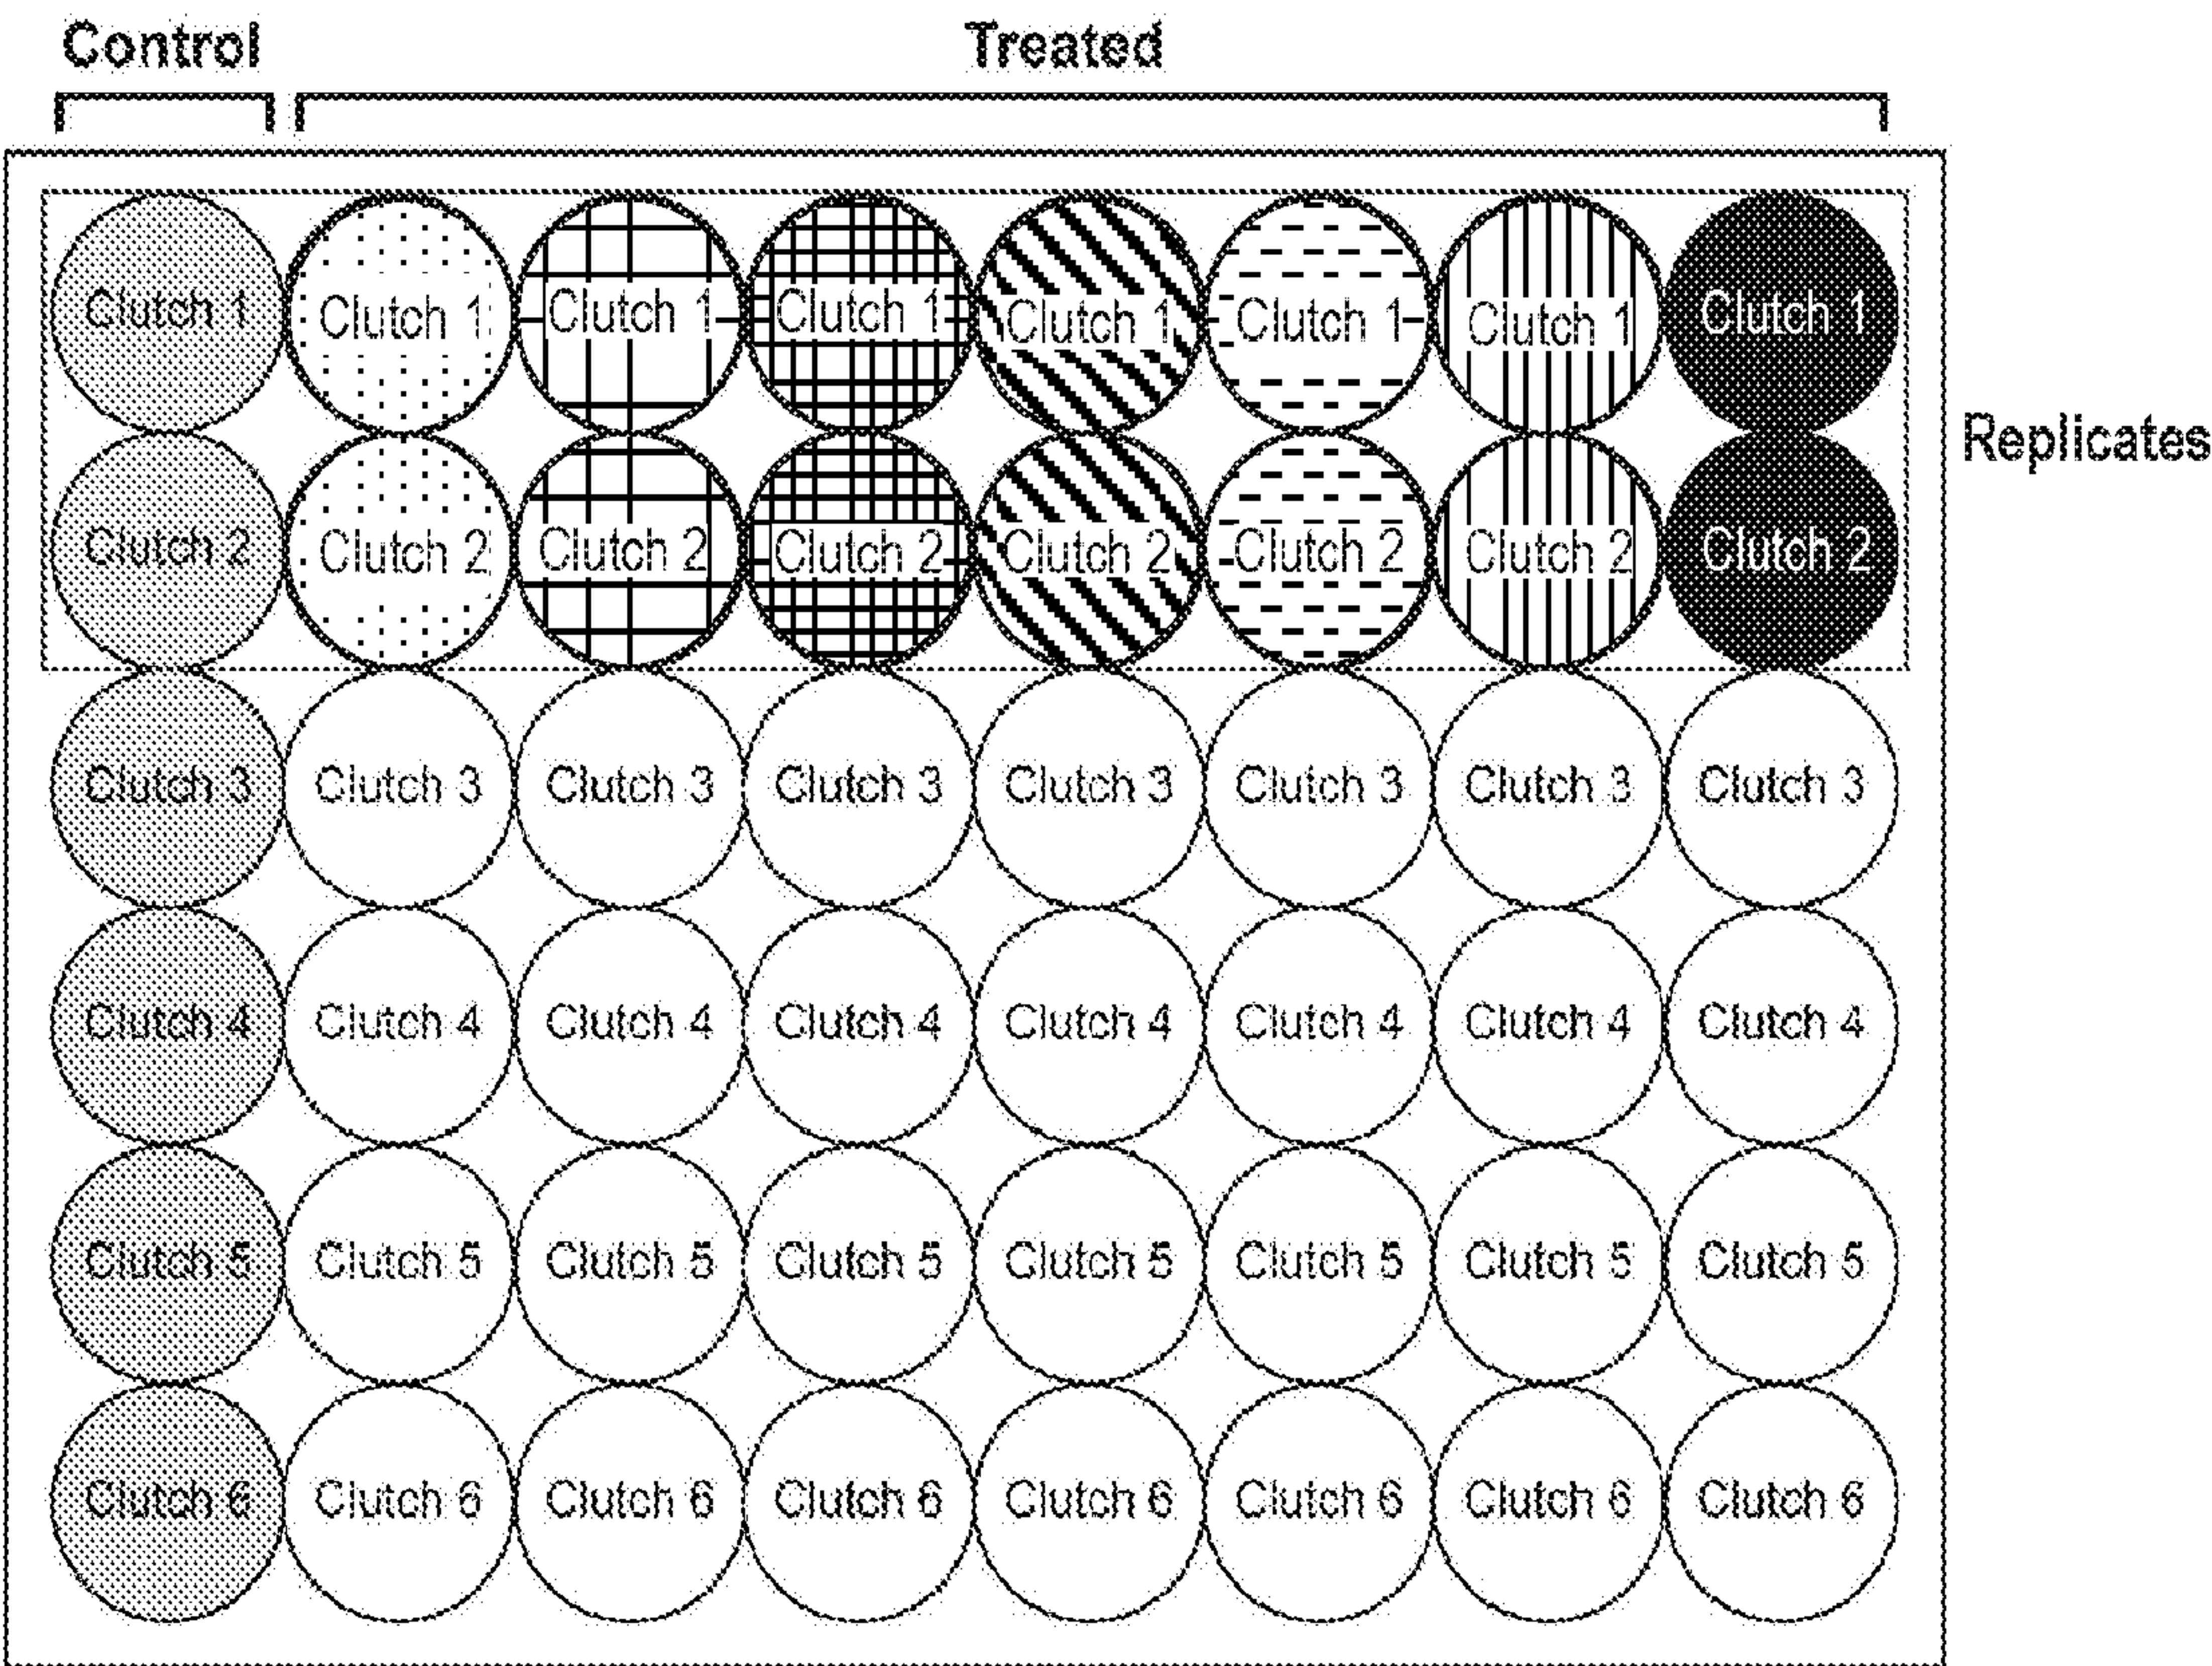 Control Treated
Clutch 1 Clutch 1 Clutch 1 Clutch 1 Clutch 1 Clutch 1 Clutch 1 Clutch 1
Replicates
Clutch 2 Clutch 2 Clutch 2 Clutch 2 Clutch 2 Clutch 2 Clutch 2 Clutch 2
Clutch 3 Clutch 3 Clutch 3 Clutch 3 Clutch 3 Clutch 3 Clutch 3 Clutch 3
Clutch 4 Clutch 4 Clutch 4 Clutch 4 Clutch 4 Clutch 4 Clutch 4 Clutch 4
Clutch 5 Clutch 5 Clutch 5 Clutch 5 Clutch 5 Clutch 5 Clutch 5 Clutch 5
Clutch 6 Clutch 6 Clutch 6 Clutch 6 Clutch 6 Clutch 6 Clutch 6 Clutch 6